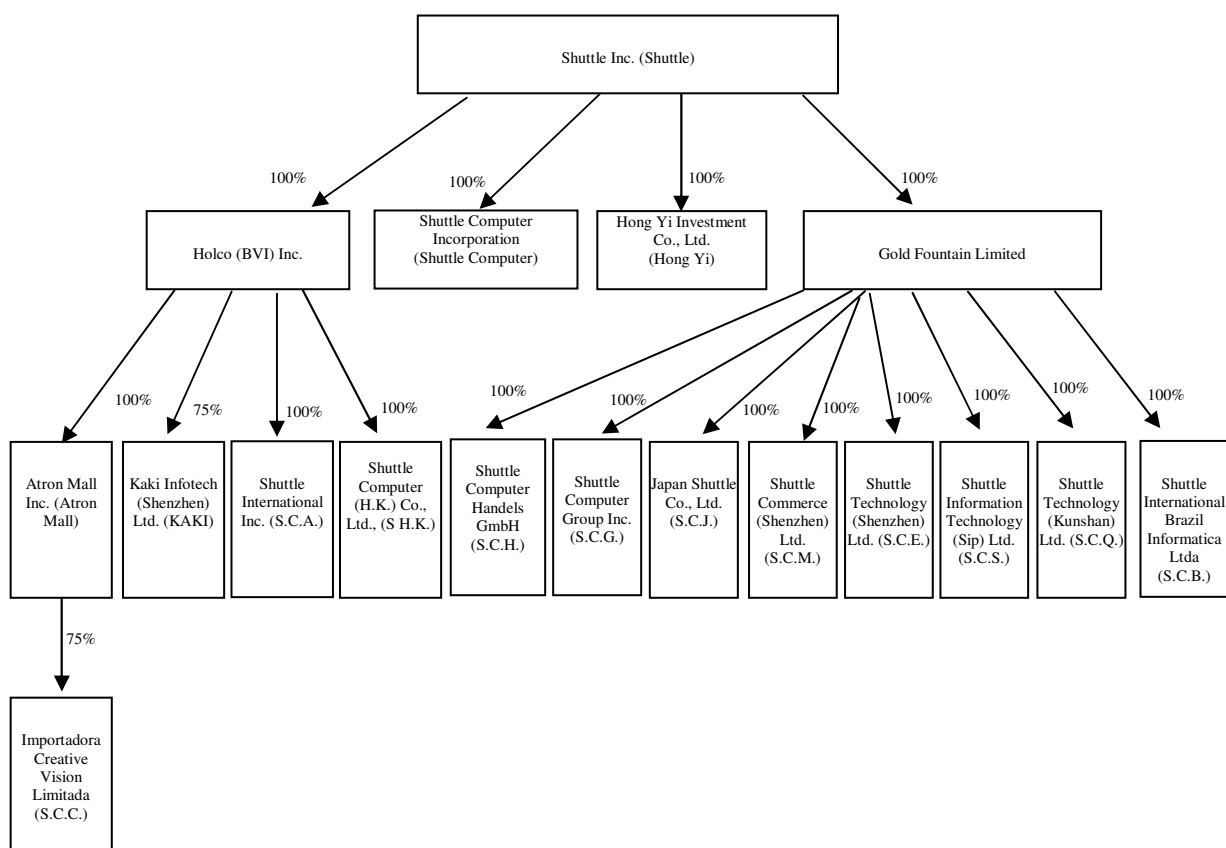 Shuttle Inc. (Shuttle)
100%
100%
100%
100%
Holco (BVI) Inc.
Shuttle Computer
Incorporation
(Shuttle Computer)
Hong Yi Investment
Co., Ltd.
(Hong Yi)
Gold Fountain Limited
100%
75%
100%
100%
100%
100%
100%
100%
100%
100%
100%
100%
Atron Mall
Inc. (Atron
Mall)
Kaki Infotech
(Shenzhen)
Ltd. (KAKI)
Shuttle
International
Inc. (S.C.A.)
Shuttle
Computer
(H.K.) Co.,
Ltd., (S H.K.)
Shuttle
Computer
Handels
GmbH
(S.C.H.)
Shuttle
Computer
Group Inc.
(S.C.G.)
Japan Shuttle
Co., Ltd.
(S.C.J.)
Shuttle
Commerce
(Shenzhen)
Ltd.
(S.C.M.)
Shuttle
Technology
(Shenzhen)
Ltd. (S.C.E.)
Shuttle
Information
Technology
(Sip) Ltd.
(S.C.S.)
Shuttle
Technology
(Kunshan)
Ltd. (S.C.Q.)
Shuttle
International
Brazil
Informatica
Ltda
(S.C.B.)
75%
Importadora
Creative
Vision
Limitada
(S.C.C.)